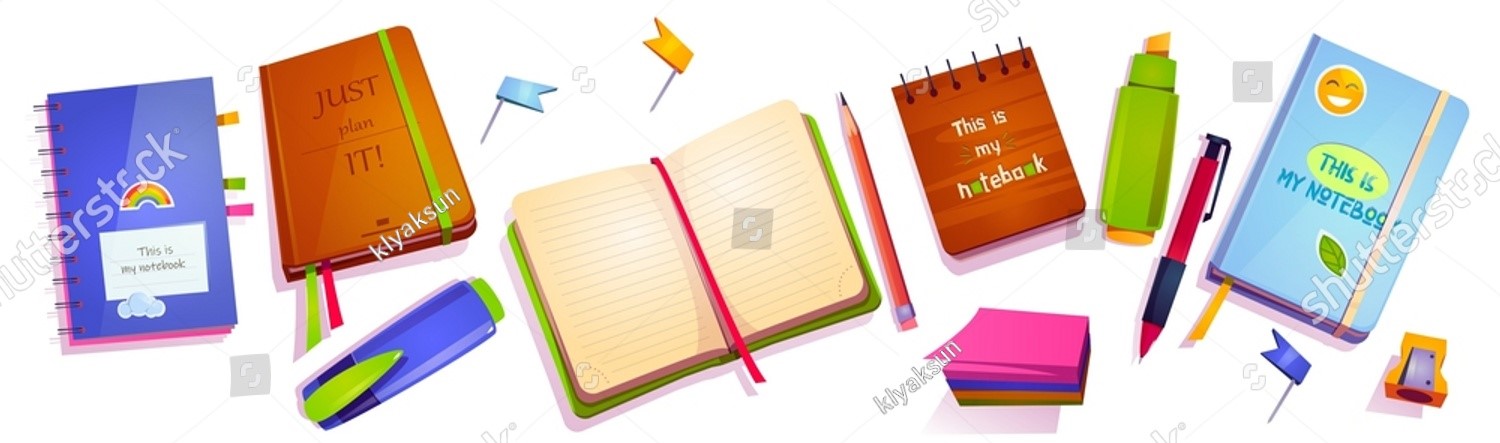 This is
my notebook
JUST
plan
IT!
This is
my
notebook
THIS IS
MY NOTEBOOK
shutterstock
klyaksun
klyaksun
shutterstock